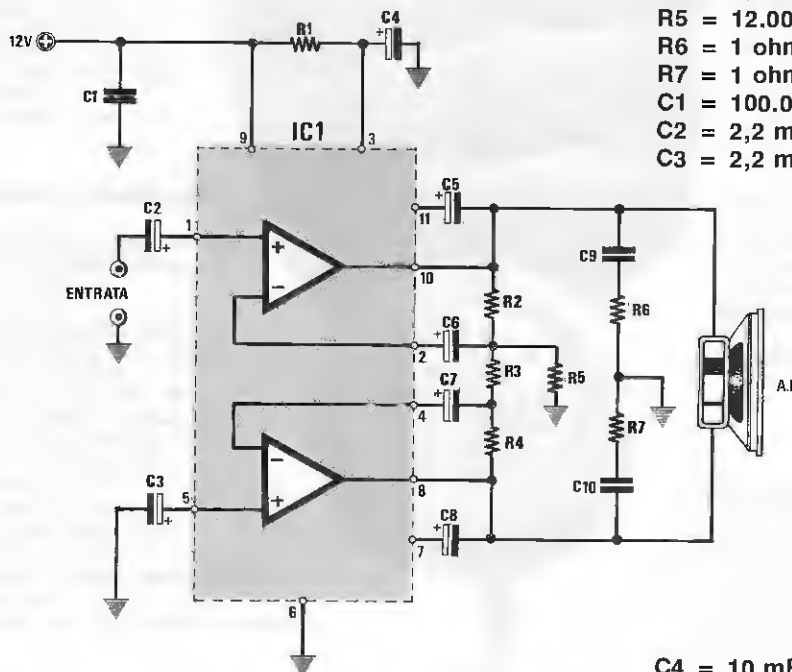 12V
R1
C4
+
C1
IC1
9
3
C2
+
1
ENTRATA
+
-
C5
+
11
10
R2
C6
+
2
R3
R5
C7
+
4
R4
-
+
C3
+
5
8
C8
+
7
6
C9
R6
R7
C10
R5 = 12.00
R6 = 1 ohm
R7 = 1 ohm
C1 = 100.0
C2 = 2,2 m
C3 = 2,2 m
C4 = 10 mF